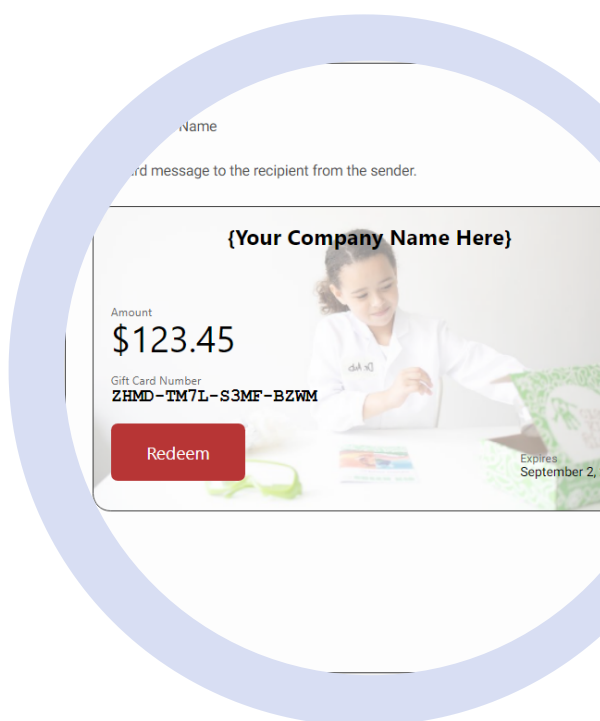 Name
message to the recipient from the sender.
{Your Company Name Here}
Amount
$123.45
Gift Card Number
ZHMD-TM7L-S3MF-BZWM
Redeem
Expires
September 2,